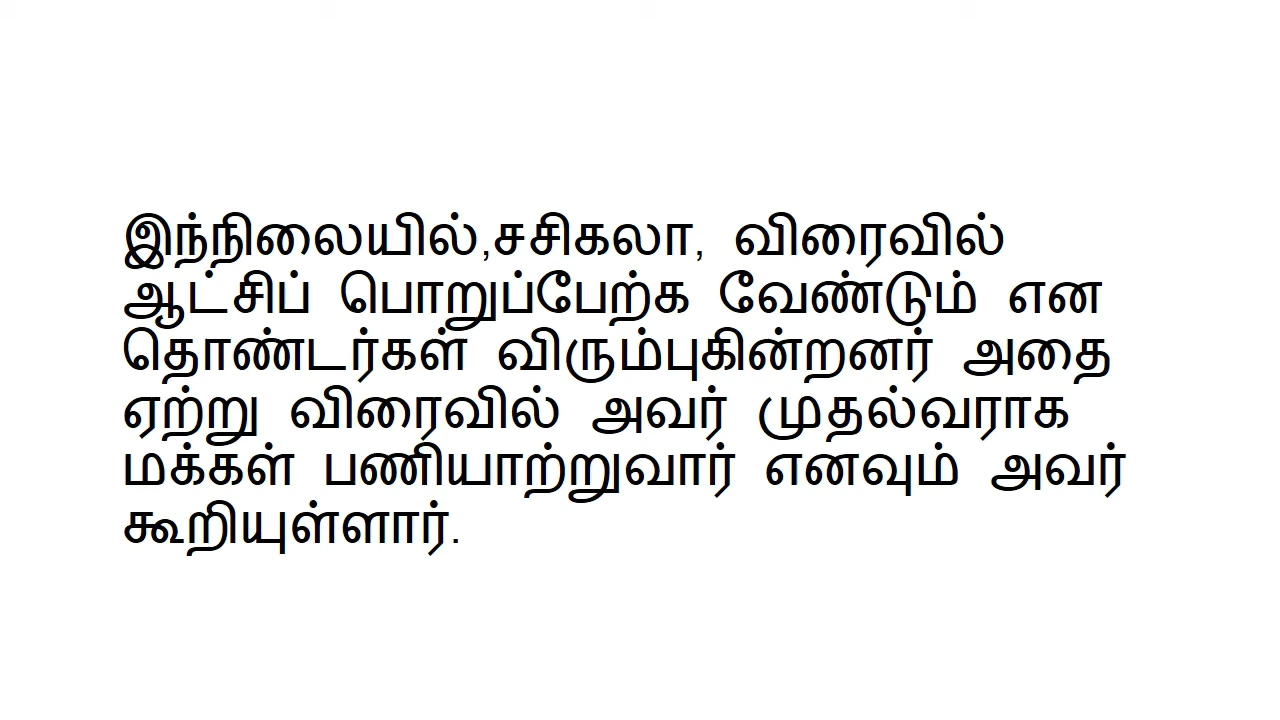 இந்நிலையில்,சசிகலா, விரைவில்
ஆட்சிப் பொறுப்பேற்க வேண்டும் என
தொண்டர்கள் விரும்புகின்றனர் அதை
ஏற்று விரைவில் அவர் முதல்வராக
மக்கள் பணியாற்றுவார் எனவும் அவர்
கூறியுள்ளார்.